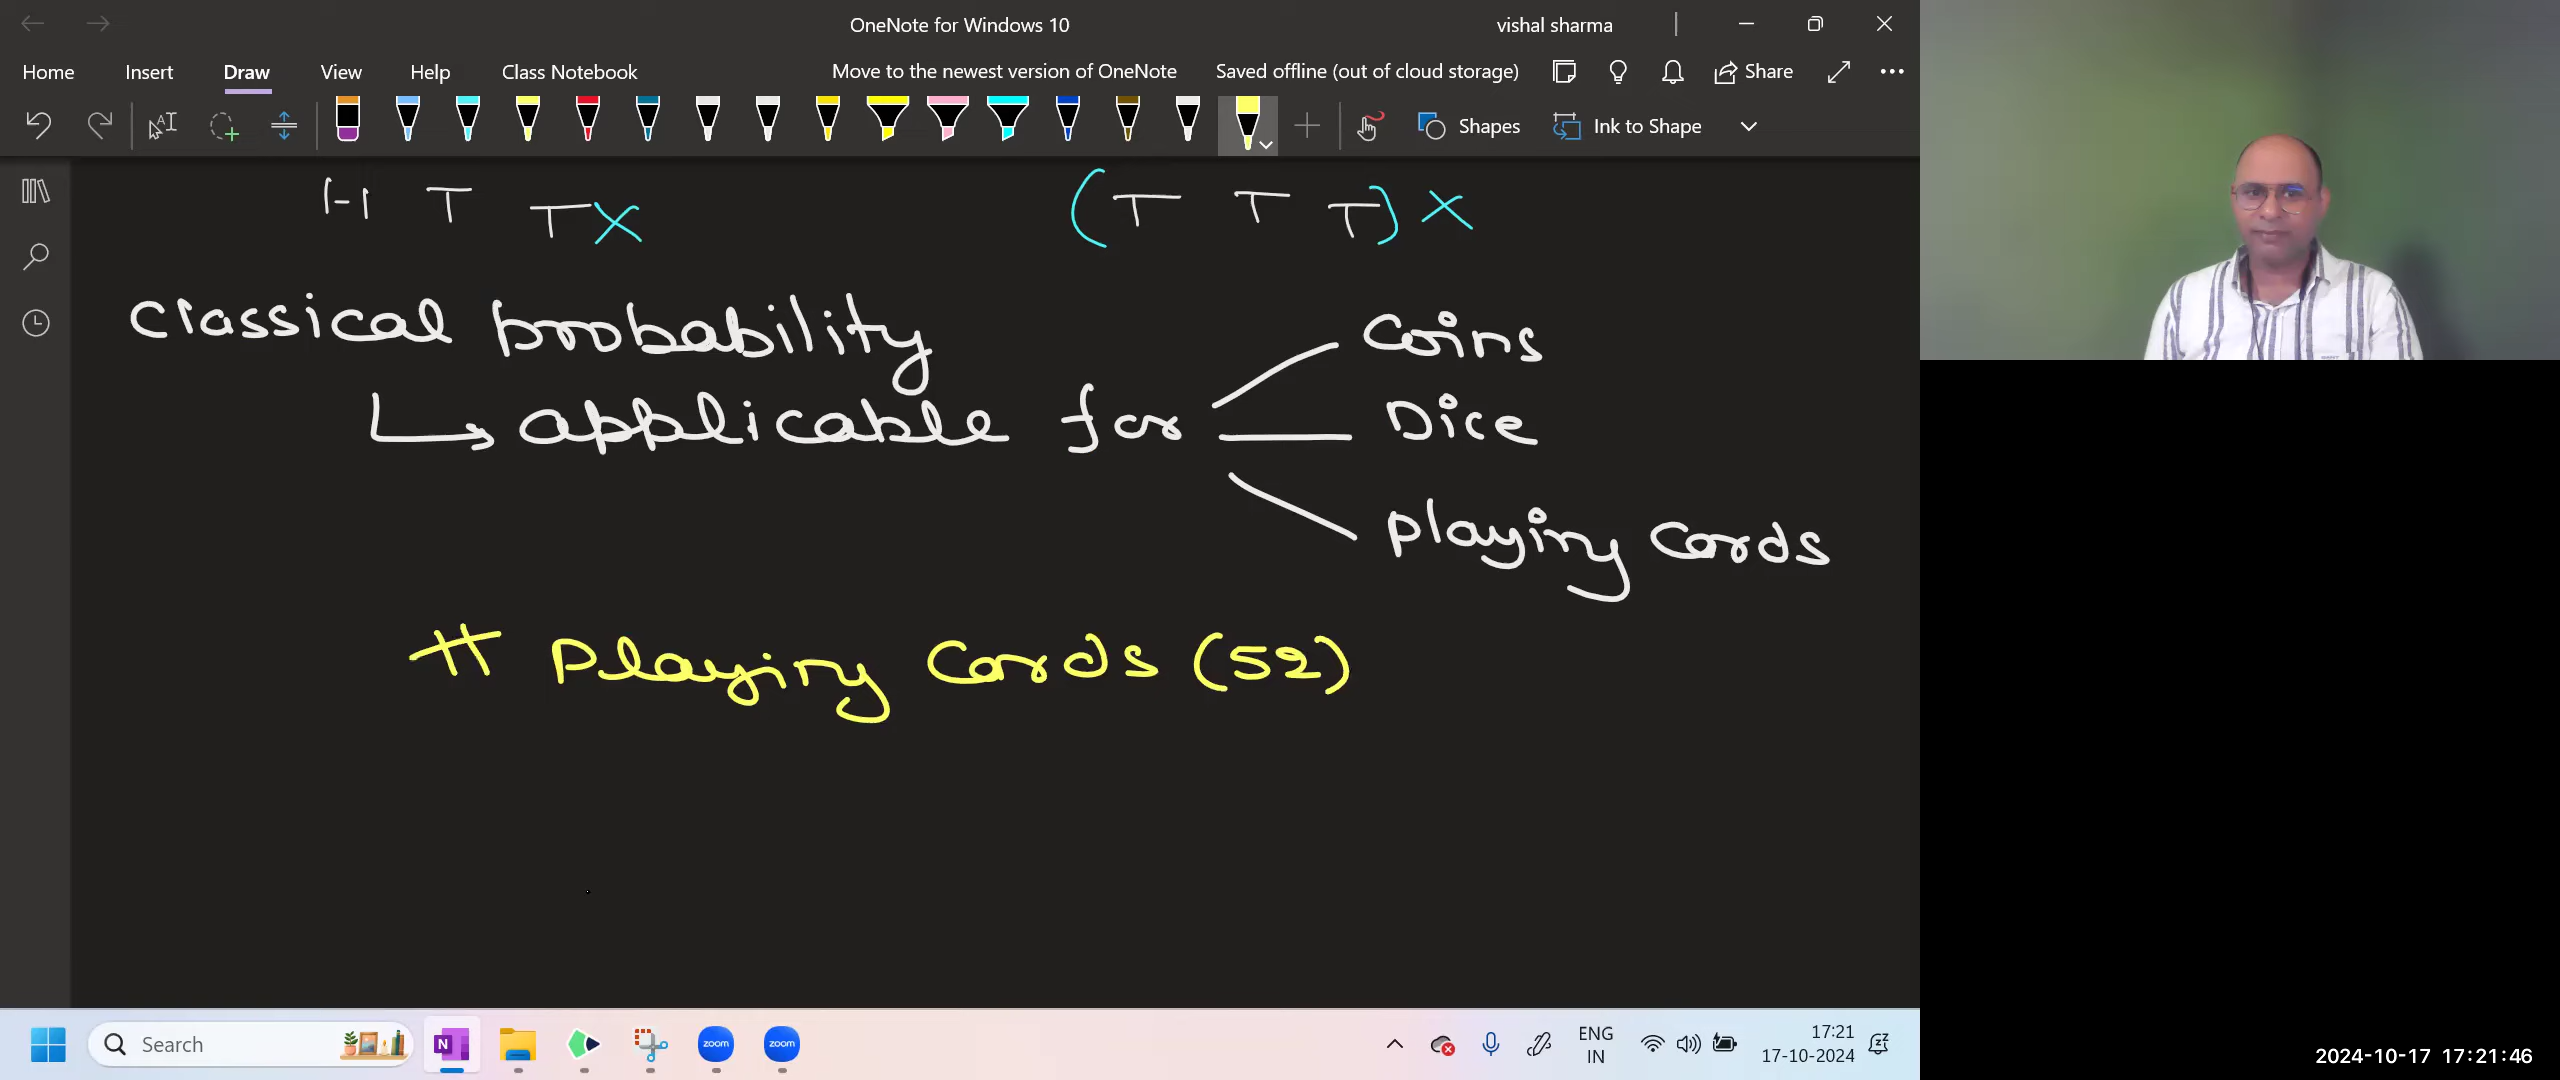 OneNote for Windows 10
vishal sharma
Home Insert Draw View Help Class Notebook
Move to the newest version of OneNote Saved offline (out of cloud storage) Share
Shapes Ink to Shape
H T T X (T T T) X
Classical probability
applicable for
Coins
Dice
Playing Cards
# Playing Cards (52)
Search
zoom zoom
ENG
IN
17:21
17-10-2024
2024-10-17 17:21:46